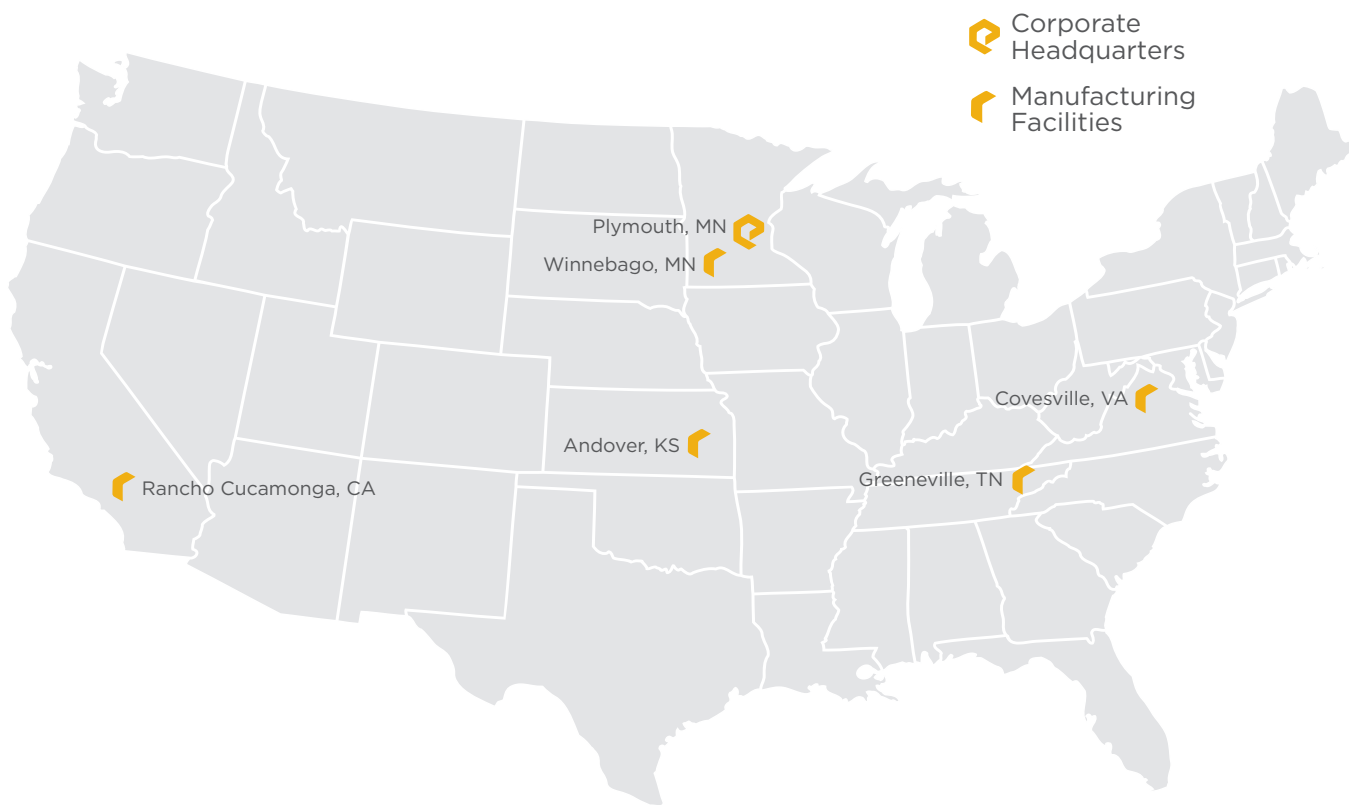 Corporate
Headquarters
Manufacturing
Facilities
Plymouth, MN
Winnebago, MN
Covesville, VA
Andover, KS
Greeneville, TN
Rancho Cucamonga, CA